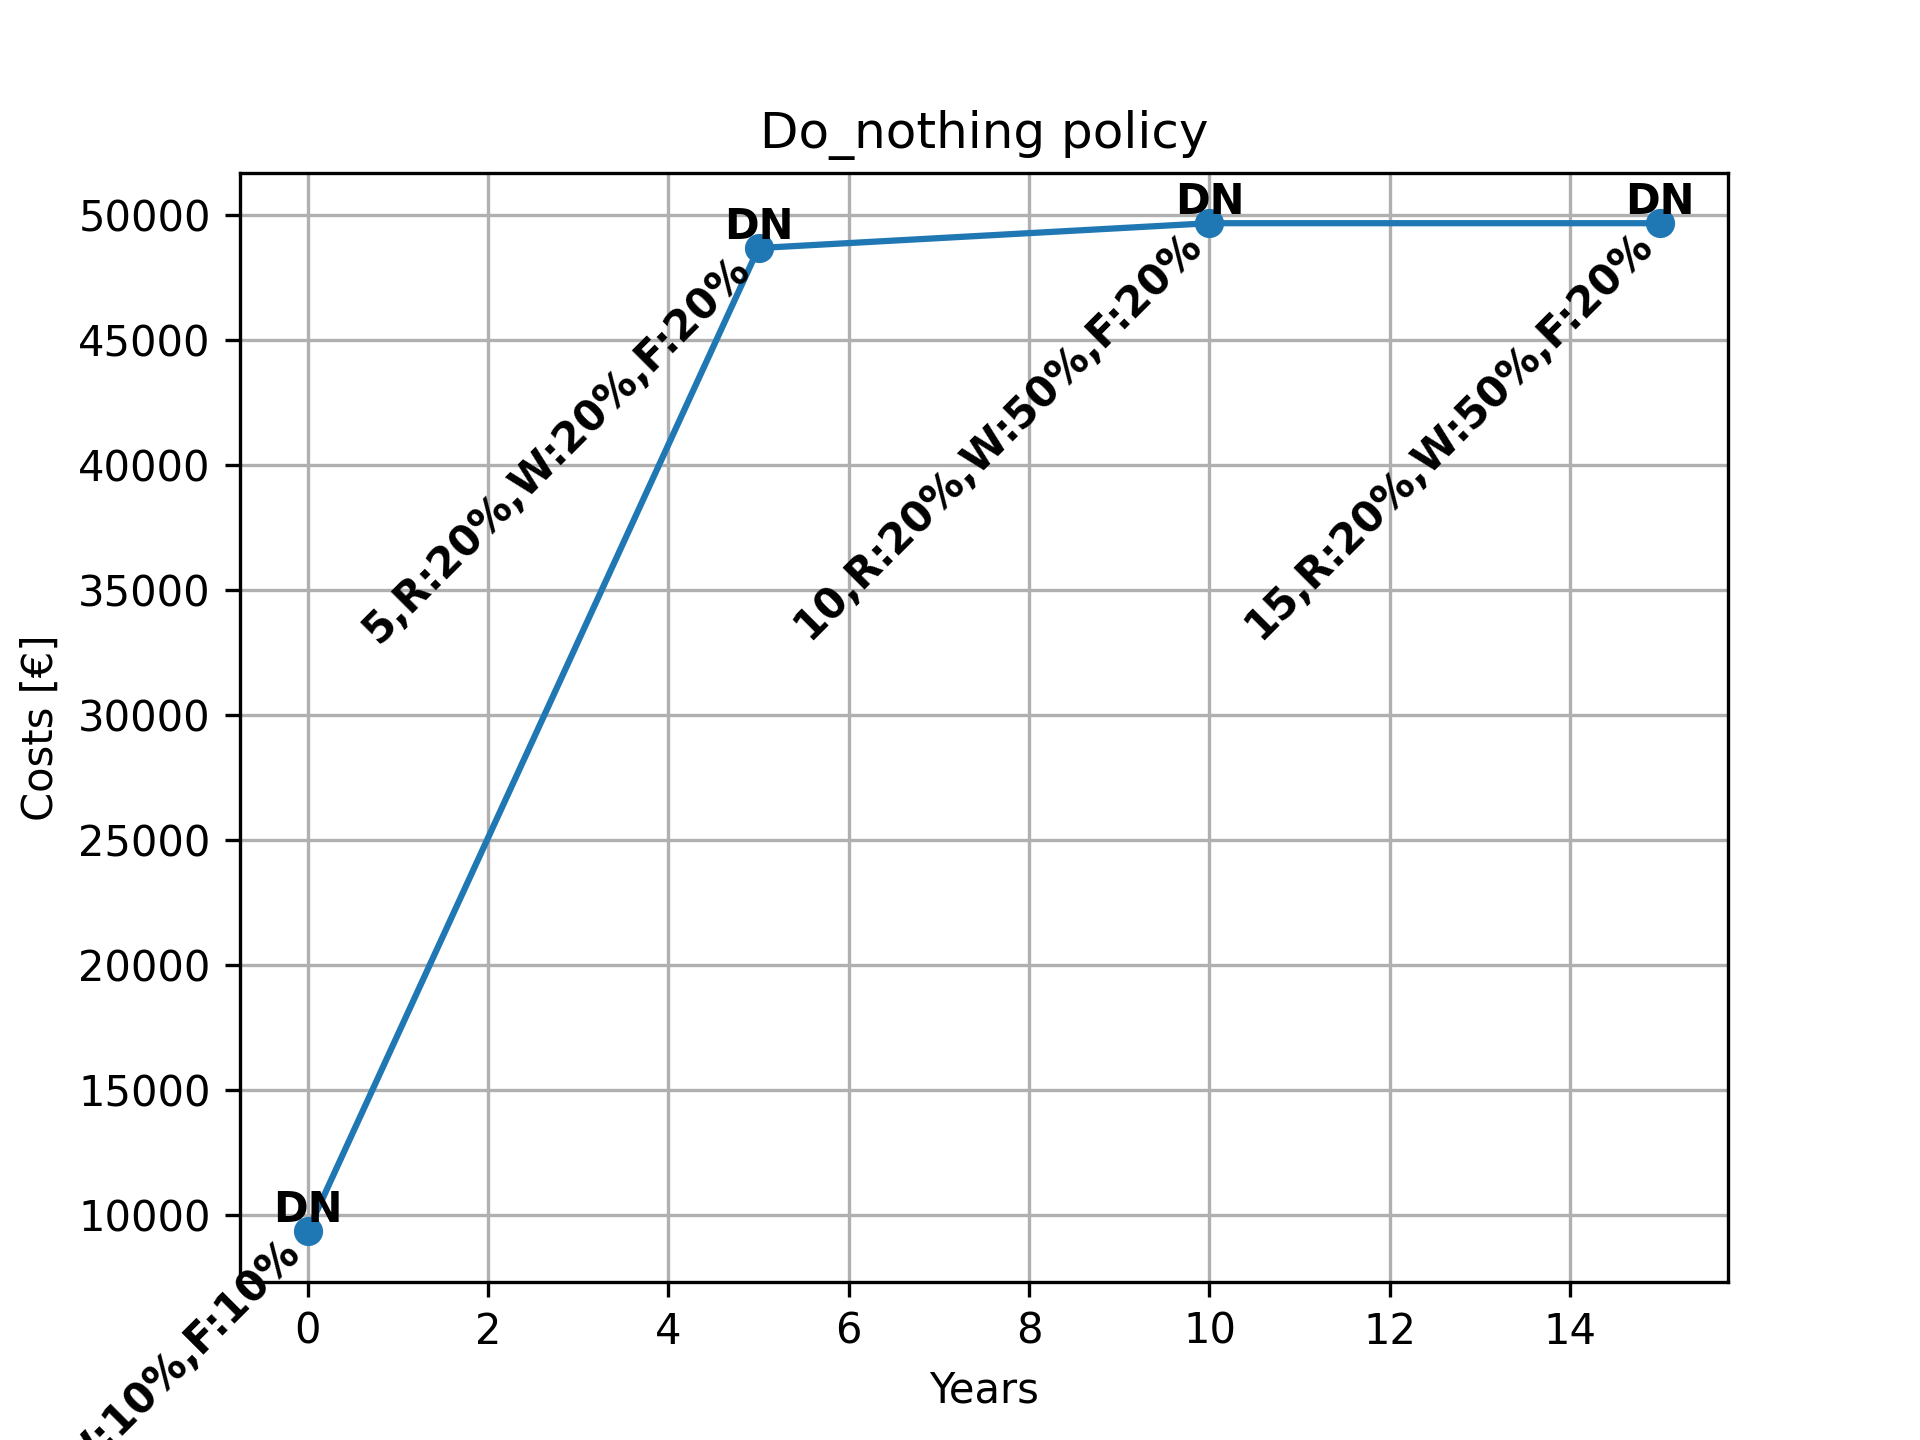 Do_nothing policy
Costs [€]
50000
45000
40000
35000
30000
25000
20000
15000
10000
DN
DN
DN
DN
5,R:20%,W:20%,F:20%
10,R:20%,W:50%,F:20%
15,R:20%,W:50%,F:20%
:10%,F:10%
0 2 4 6 8 10 12 14
Years